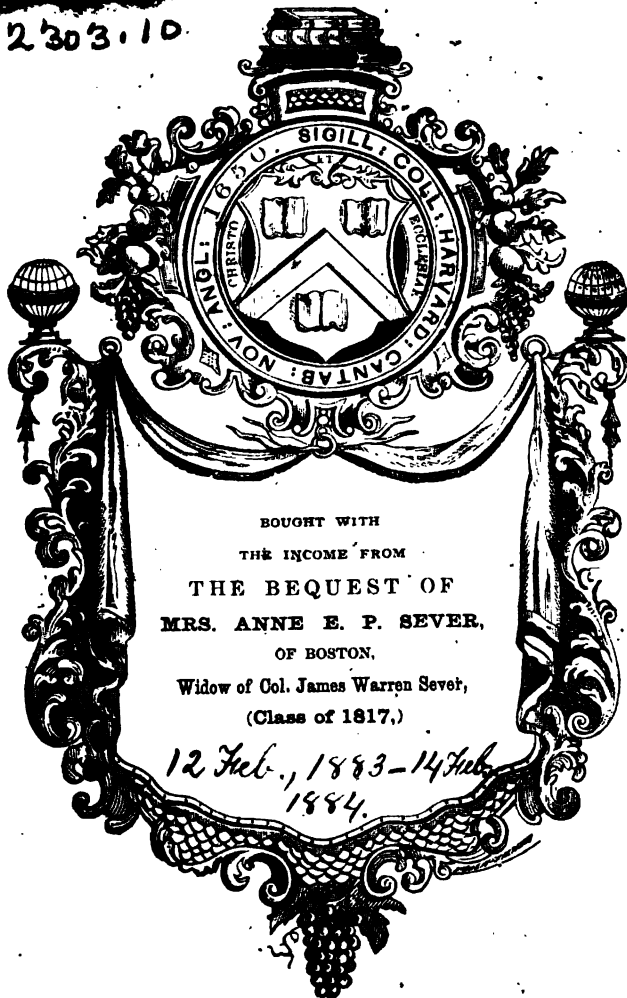 2303.10
SIGILL: COLL: HARVARD: CANTAB: NOV: ANGL: 1650.
CHRISTO
ET
ECCLESIAE
BOUGHT WITH
THE INCOME FROM
THE BEQUEST OF
MRS. ANNE E. P. SEVER,
OF BOSTON,
Widow of Col. James Warren Sever,
(Class of 1817,)
12 Feb., 1883-14 Feb.
1884.